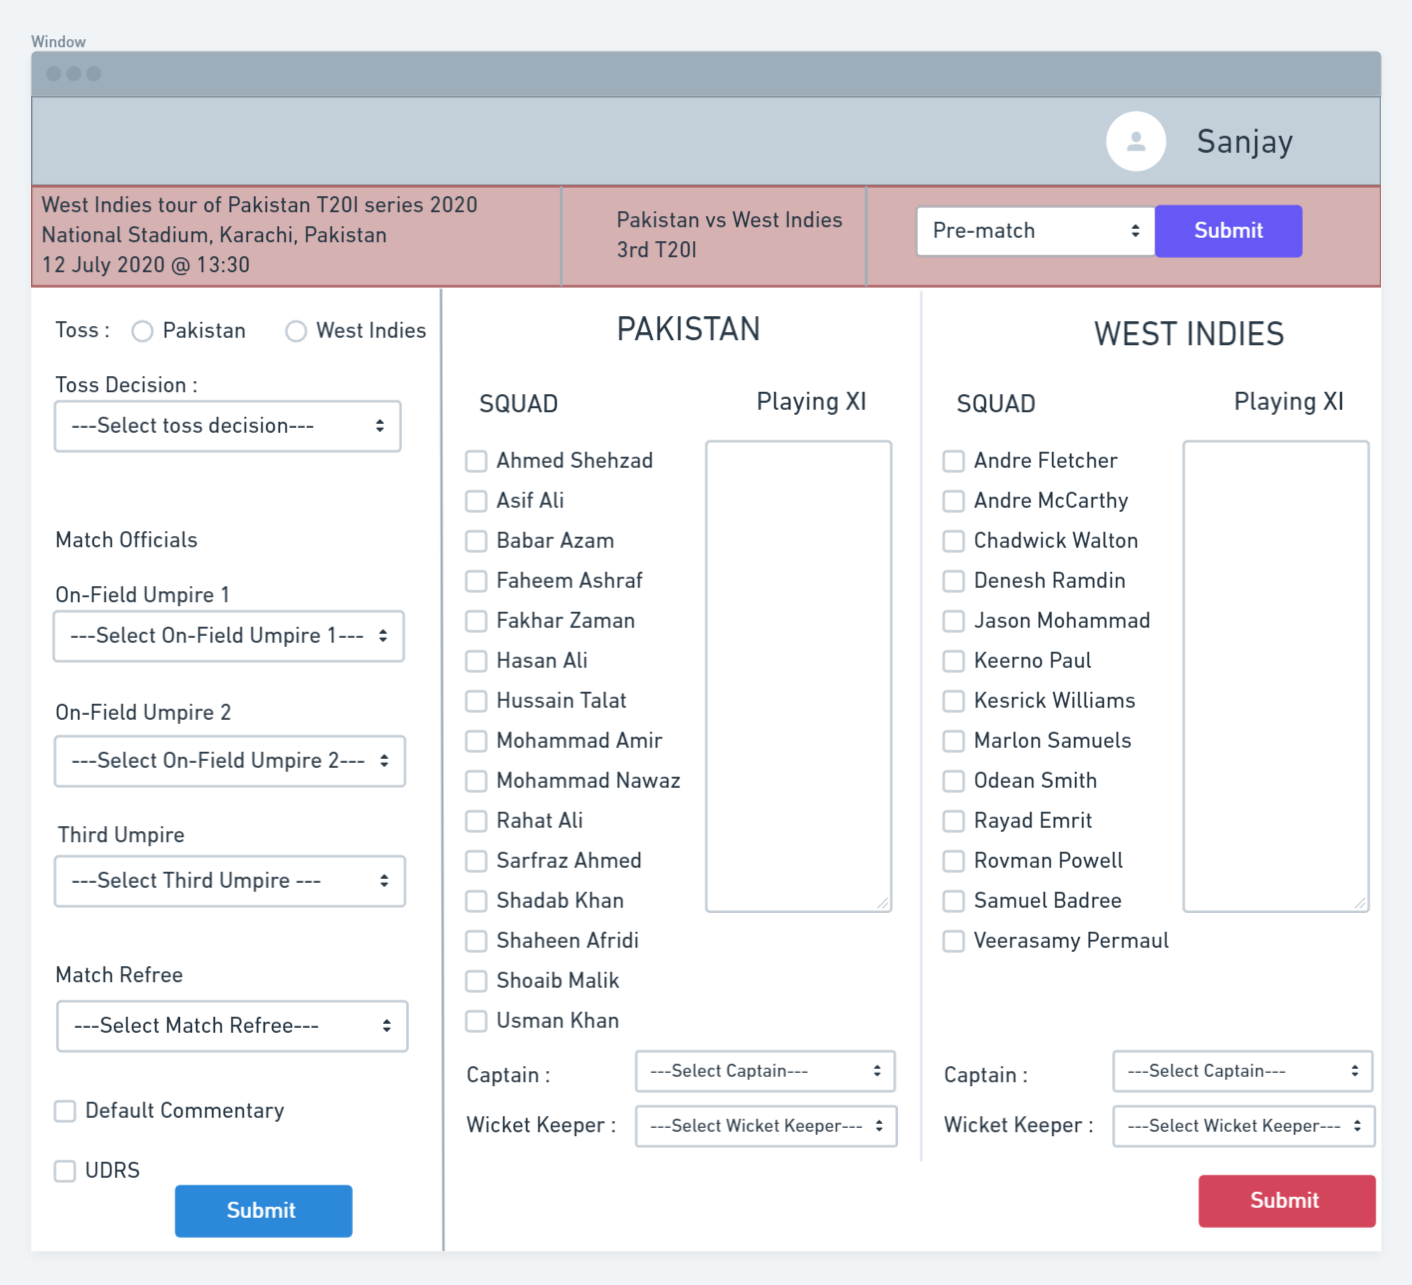 Window
Sanjay
West Indies tour of Pakistan T20I series 2020
National Stadium, Karachi, Pakistan
12 July 2020 @ 13:30
Pakistan vs West Indies
3rd T20I
Pre-match
Submit
Toss :
Pakistan
West Indies
Toss Decision :
---Select toss decision---
Match Officials
On-Field Umpire 1
---Select On-Field Umpire 1---
On-Field Umpire 2
---Select On-Field Umpire 2---
Third Umpire
---Select Third Umpire ---
Match Refree
---Select Match Refree---
Default Commentary
UDRS
Submit
PAKISTAN
SQUAD
Playing XI
Ahmed Shehzad
Asif Ali
Babar Azam
Faheem Ashraf
Fakhar Zaman
Hasan Ali
Hussain Talat
Mohammad Amir
Mohammad Nawaz
Rahat Ali
Sarfraz Ahmed
Shadab Khan
Shaheen Afridi
Shoaib Malik
Usman Khan
Captain :
---Select Captain---
Wicket Keeper :
---Select Wicket Keeper---
WEST INDIES
SQUAD
Playing XI
Andre Fletcher
Andre McCarthy
Chadwick Walton
Denesh Ramdin
Jason Mohammad
Keerno Paul
Kesrick Williams
Marlon Samuels
Odean Smith
Rayad Emrit
Rovman Powell
Samuel Badree
Veerasamy Permaul
Captain :
---Select Captain---
Wicket Keeper :
---Select Wicket Keeper---
Submit